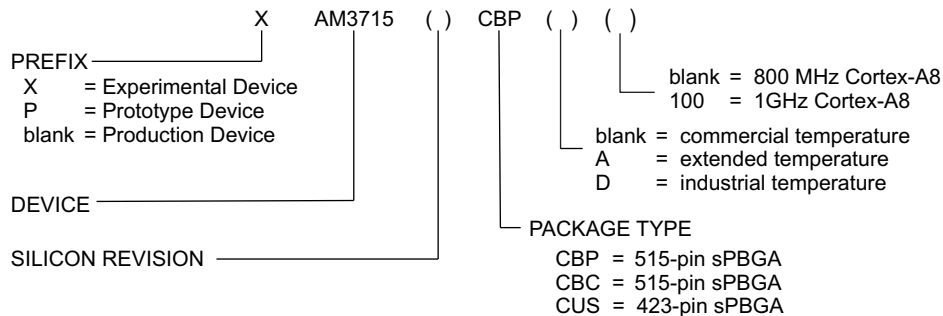 X AM3715 ( ) CBP ( ) ( )
PREFIX
X = Experimental Device
P = Prototype Device
blank = Production Device
blank = 800 MHz Cortex-A8
100 = 1GHz Cortex-A8
blank = commercial temperature
A = extended temperature
D = industrial temperature
DEVICE
PACKAGE TYPE
CBP = 515-pin sPBGA
CBC = 515-pin sPBGA
CUS = 423-pin sPBGA
SILICON REVISION